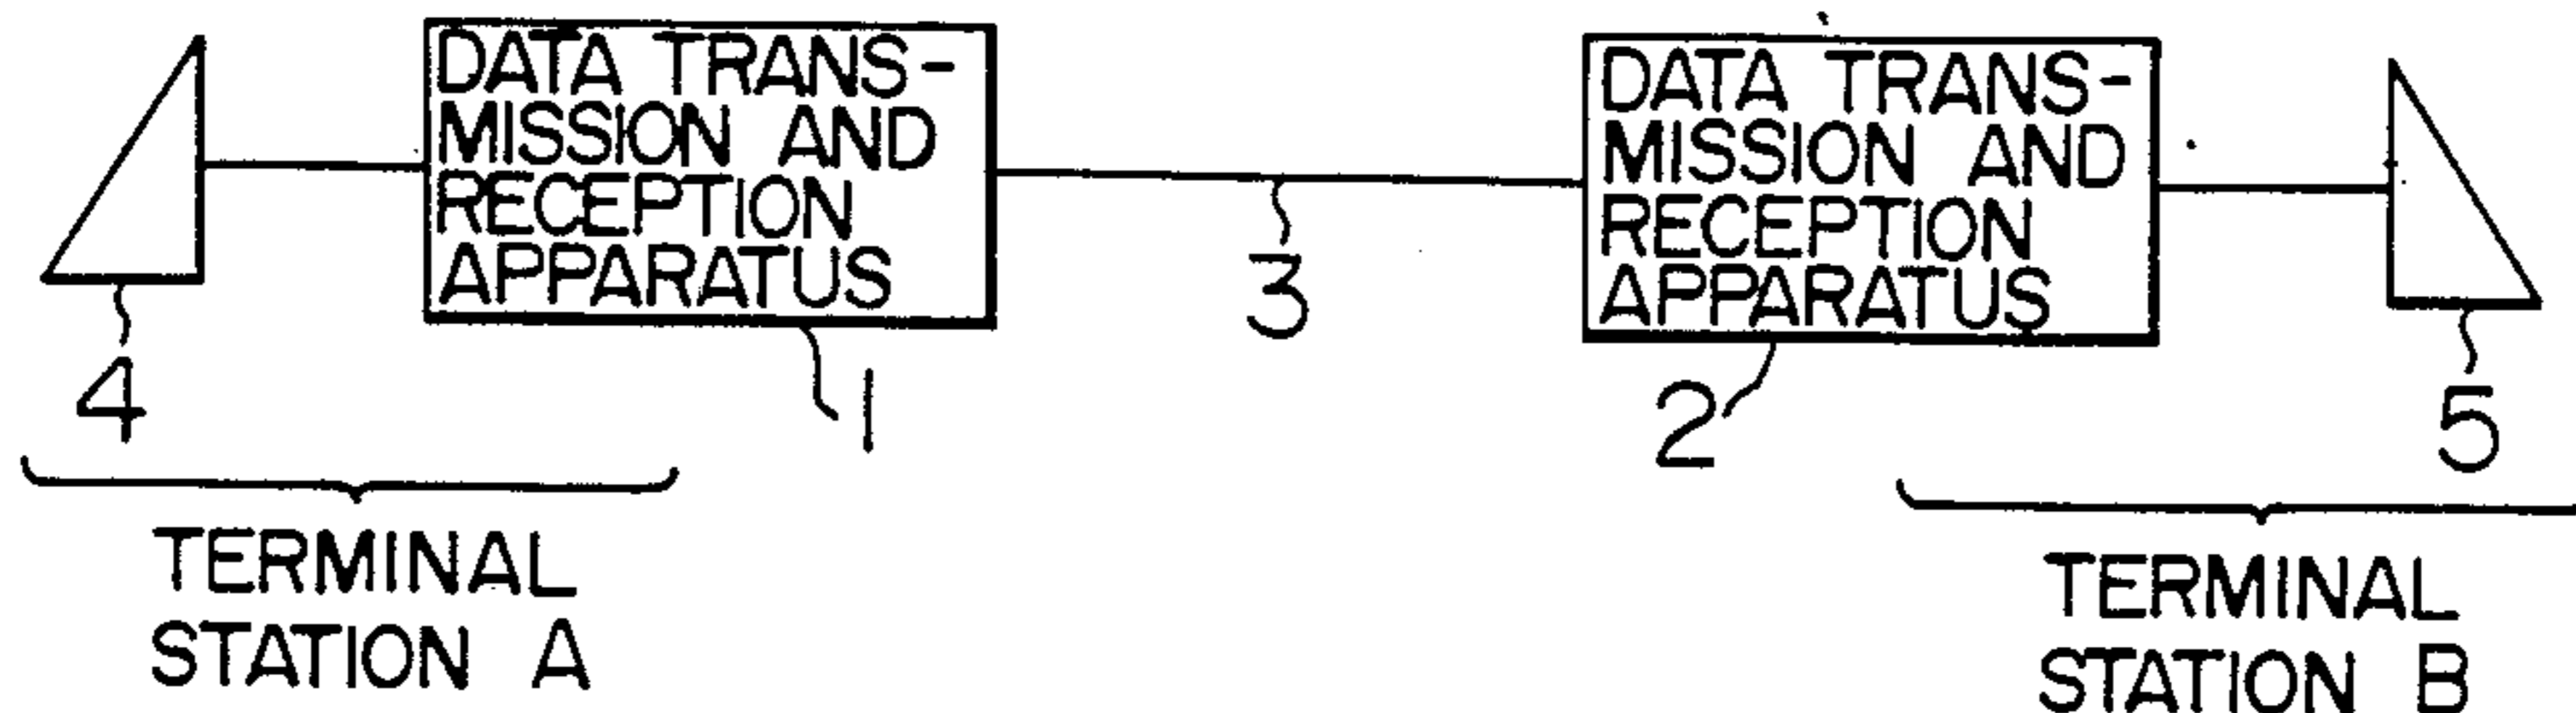 DATA TRANS-
MISSION AND
RECEPTION
APPARATUS
DATA TRANS-
MISSION AND
RECEPTION
APPARATUS
4
1
3
2
5
TERMINAL
STATION A
TERMINAL
STATION B